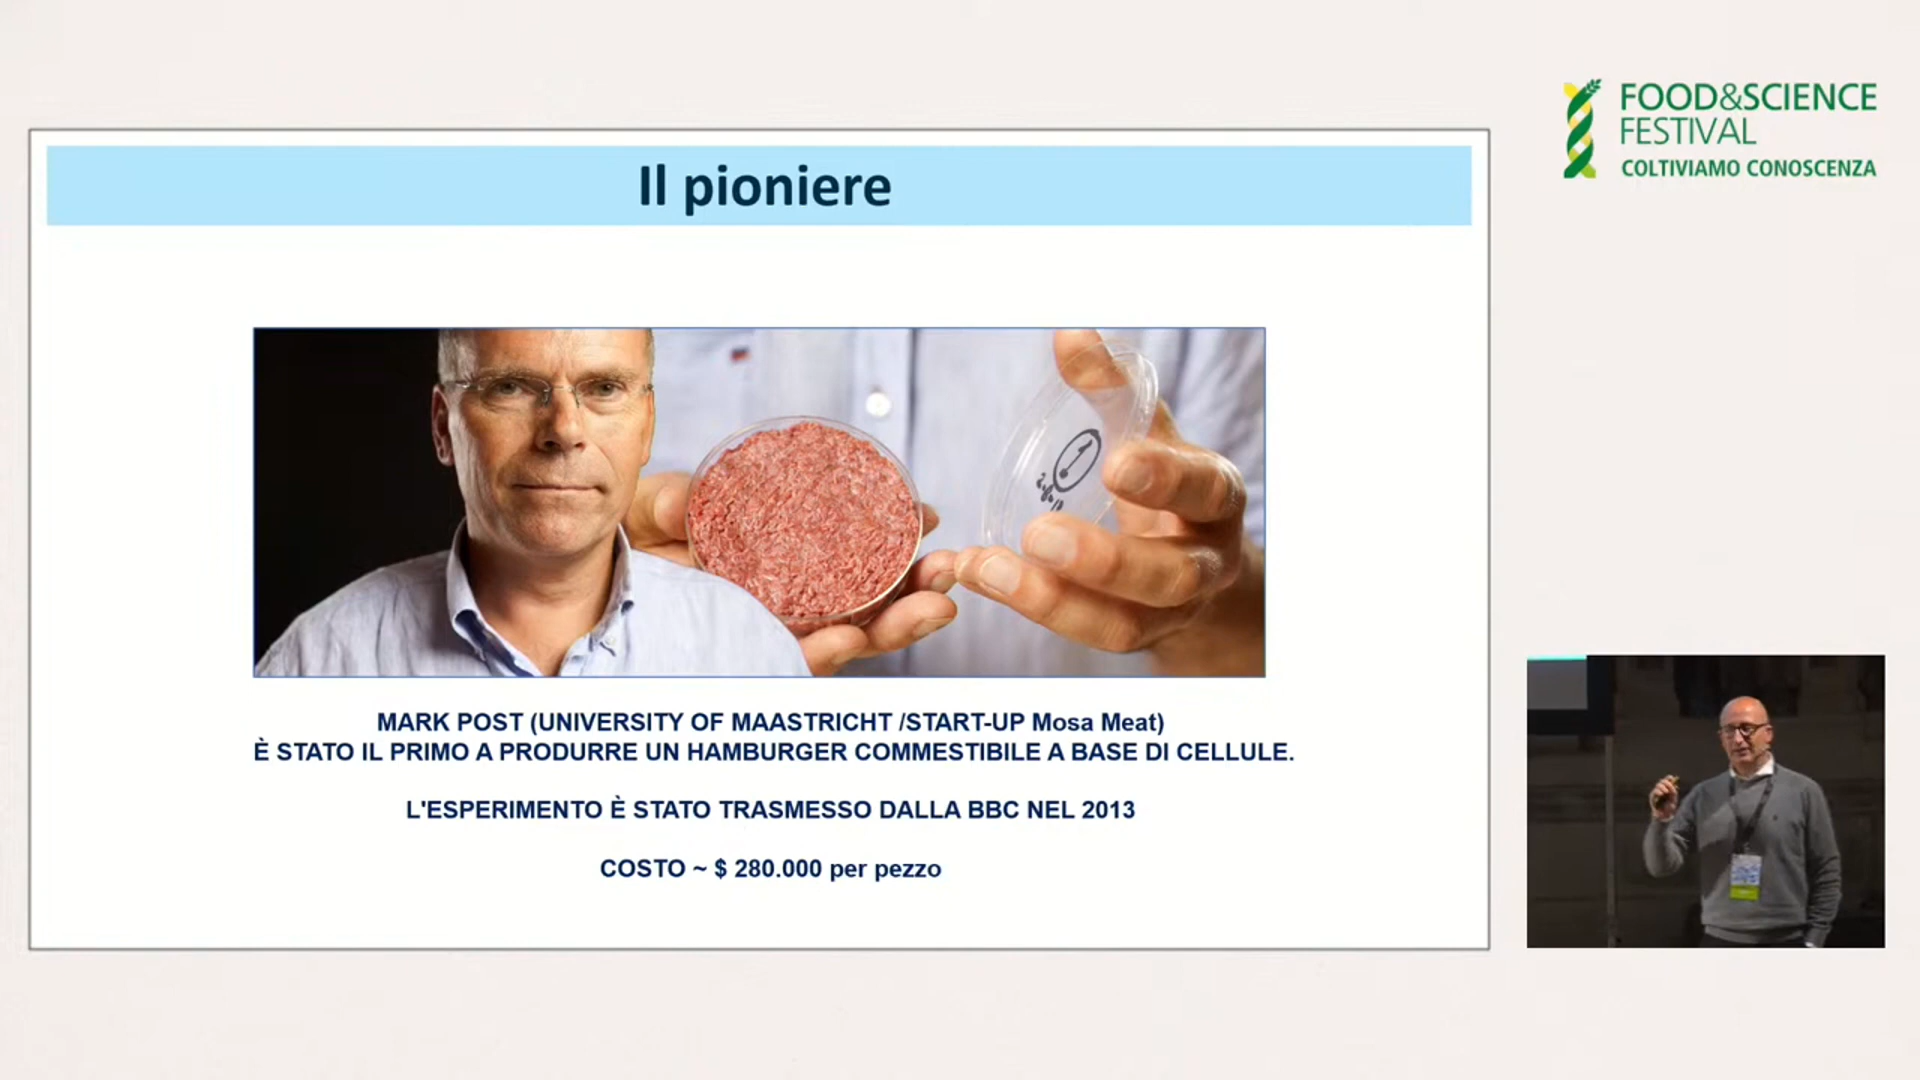 FOOD&SCIENCE
FESTIVAL
COLTIVIAMO CONOSCENZA
Il pioniere
MARK POST (UNIVERSITY OF MAASTRICHT /START-UP Mosa Meat)
È STATO IL PRIMO A PRODURRE UN HAMBURGER COMMESTIBILE A BASE DI CELLULE.
L'ESPERIMENTO È STATO TRASMESSO DALLA BBC NEL 2013
COSTO ~ $ 280.000 per pezzo